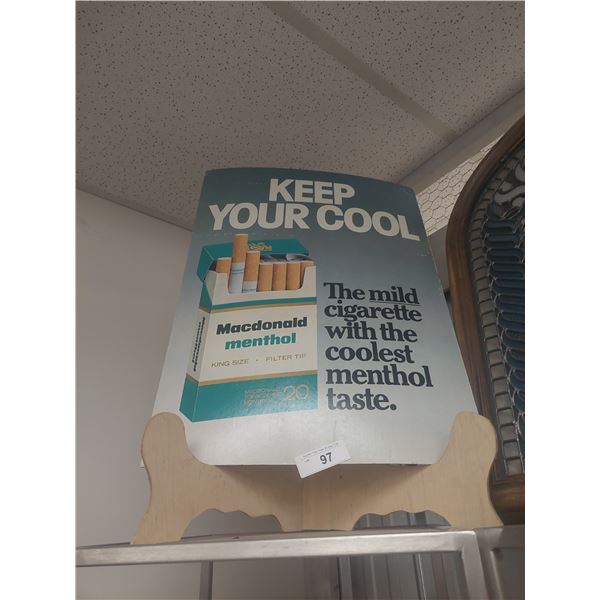 KEEP
YOUR COOL
Macdonald
menthol
KING SIZE · FILTER TIP
20
The mild
cigarette
with the
coolest
menthol
taste.
97